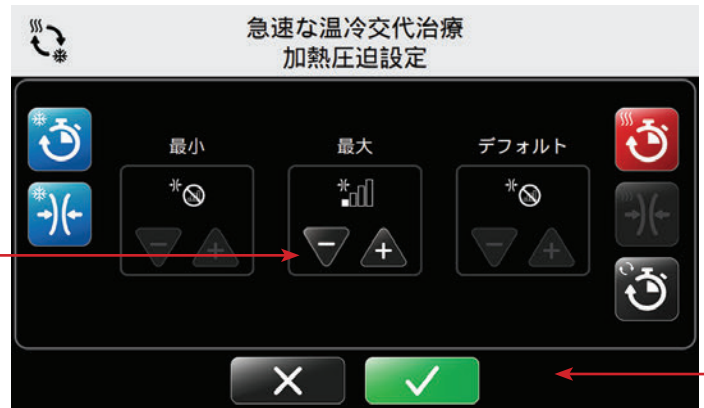 急速な温冷交代治療
加熱圧迫設定
最小
最大
デフォルト